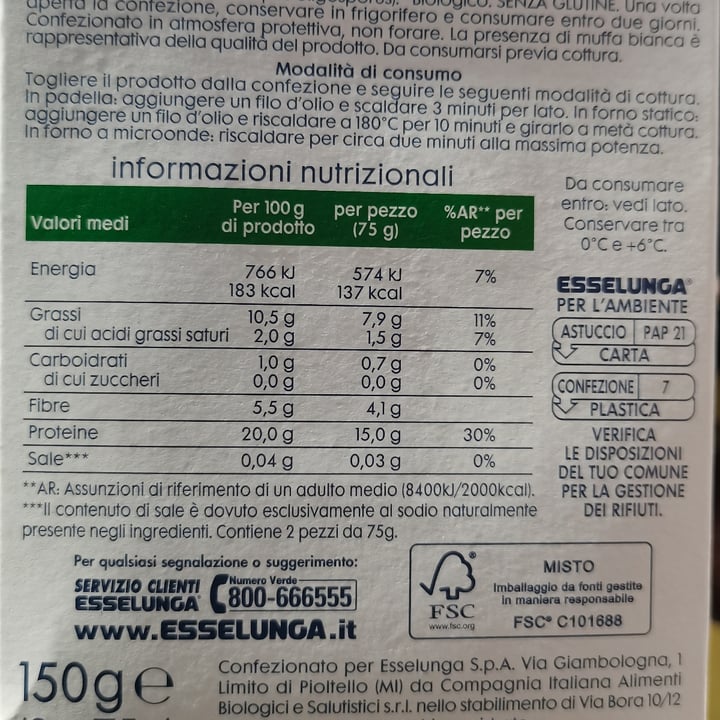 BIOLOGICO. SENZA GLUTINE. Una volta
aperta la confezione, conservare in frigorifero e consumare entro due giorni.
Confezionato in atmosfera protettiva, non forare. La presenza di muffa bianca è
rappresentativa della qualità del prodotto. Da consumarsi previa cottura.
Modalità di consumo
Togliere il prodotto dalla confezione e seguire le seguenti modalità di cottura.
In padella: aggiungere un filo d'olio e scaldare 3 minuti per lato. In forno statico:
aggiungere un filo d'olio e riscaldare a 180°C per 10 minuti e girarlo a metà cottura.
In forno a microonde: riscaldare per circa due minuti alla massima potenza.
informazioni nutrizionali
Valori medi Per 100 g di prodotto per pezzo (75 g) %AR** per pezzo
Energia 766 kJ 574 kJ 7%
183 kcal 137 kcal
Grassi 10,5 g 7,9 g 11%
di cui acidi grassi saturi 2,0 g 1,5 g 7%
Carboidrati 1,0 g 0,7 g 0%
di cui zuccheri 0,0 g 0,0 g 0%
Fibre 5,5 g 4,1 g
Proteine 20,0 g 15,0 g 30%
Sale*** 0,04 g 0,03 g 0%
**AR: Assunzioni di riferimento di un adulto medio (8400kJ/2000kcal).
***Il contenuto di sale è dovuto esclusivamente al sodio naturalmente
presente negli ingredienti. Contiene 2 pezzi da 75g.
Da consumare
entro: vedi lato.
Conservare tra
0°C e +6°C.
ESSELUNGA®
PER L'AMBIENTE
ASTUCCIO PAP 21
CARTA
CONFEZIONE 7
PLASTICA
VERIFICA
LE DISPOSIZIONI
DEL TUO COMUNE
PER LA GESTIONE
DEI RIFIUTI.
Per qualsiasi segnalazione o suggerimento:
SERVIZIO CLIENTI
ESSELUNGA®
Numero Verde
800-666555
www.ESSELUNGA.it
FSC
www.fsc.org
MISTO
Imballaggio da fonti gestite
in maniera responsabile
FSC® C101688
150g e
Confezionato per Esselunga S.p.A. Via Giambologna, 1
Limito di Pioltello (MI) da Compagnia Italiana Alimenti
Biologici e Salutistici s.r.l. nello stabilimento di Via Bora 10/12